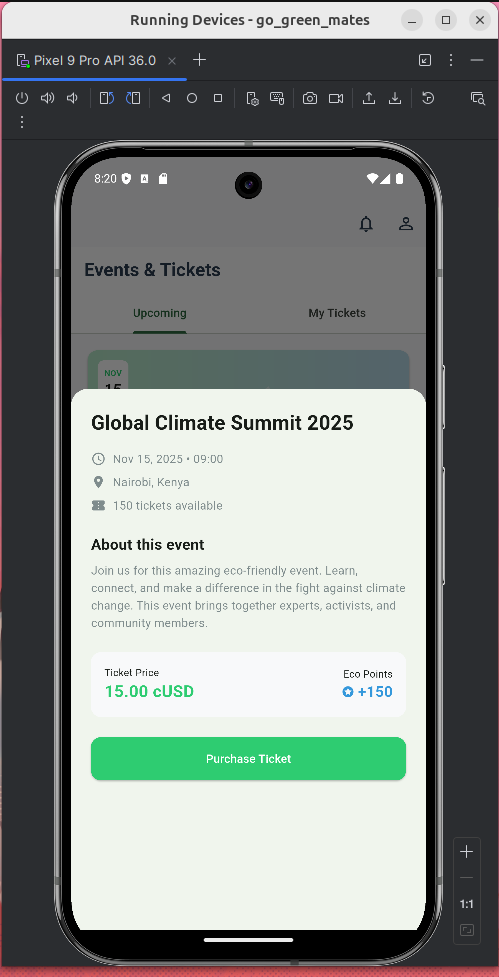 Running Devices - go_green_mates
Pixel 9 Pro API 36.0
8:20
Events & Tickets
Upcoming
My Tickets
NOV
15
Global Climate Summit 2025
Nov 15, 2025 • 09:00
Nairobi, Kenya
150 tickets available
About this event
Join us for this amazing eco-friendly event. Learn,
connect, and make a difference in the fight against climate
change. This event brings together experts, activists, and
community members.
Ticket Price
Eco Points
15.00 cUSD
+150
Purchase Ticket
1:1